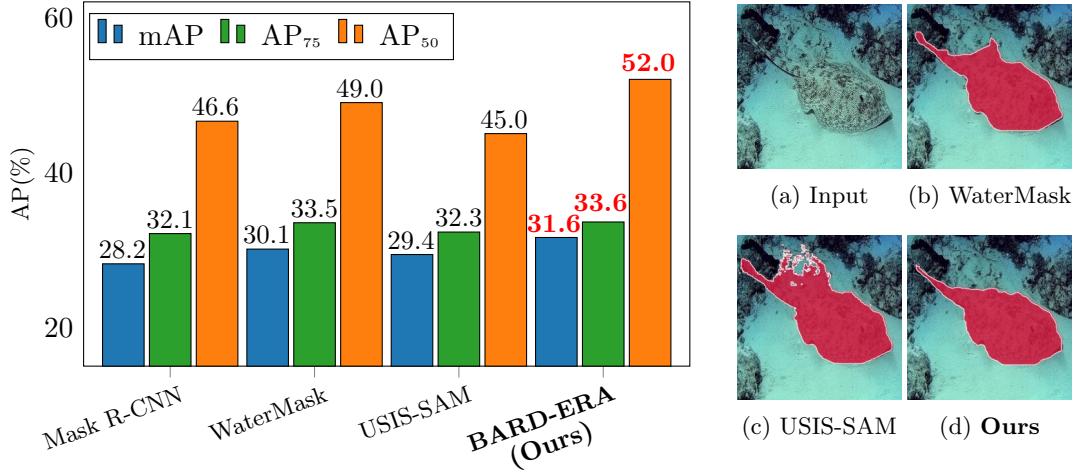 60
40
20
AP(%)
mAP AP₇₅ AP₅₀
28.2 32.1 46.6
30.1 33.5 49.0
29.4 32.3 45.0
31.6 33.6 52.0
Mask R-CNN
WaterMask
USIS-SAM
BARD-ERA
(Ours)
(a) Input
(b) WaterMask
(c) USIS-SAM
(d) Ours